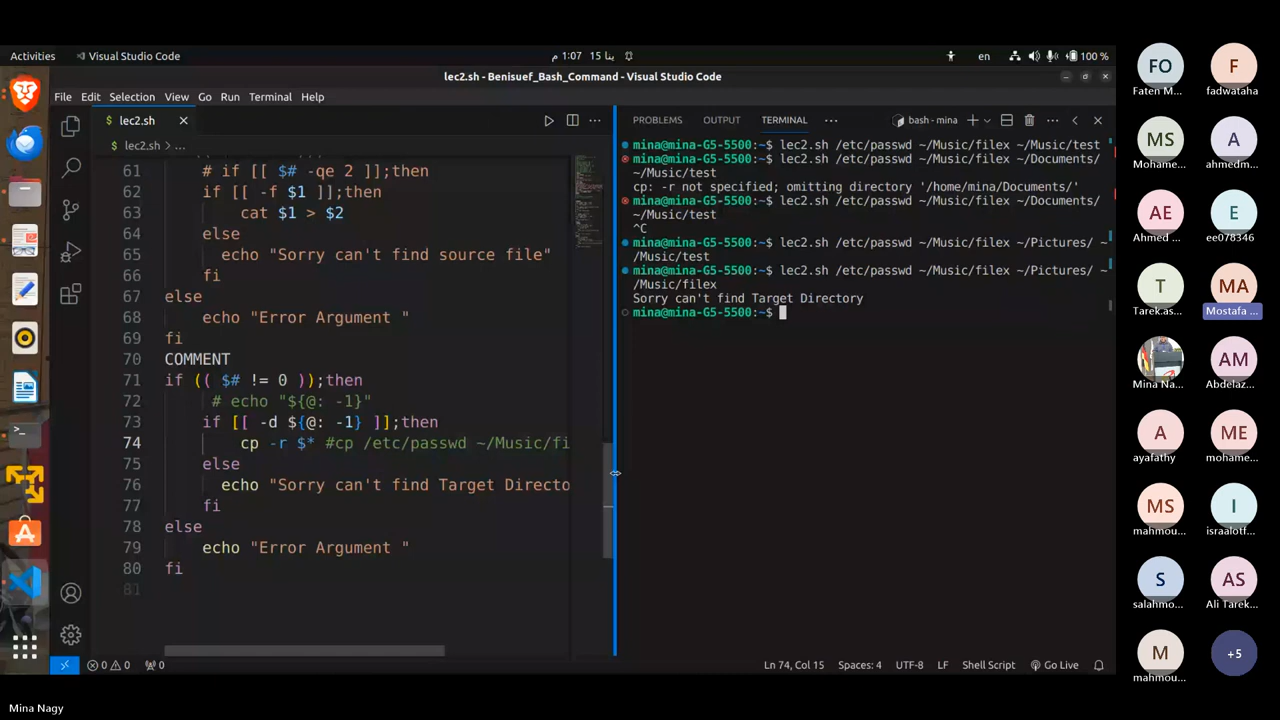 Activities
Visual Studio Code
م 1:07 15 يناير
en
100 %
lec2.sh - Benisuef_Bash_Command - Visual Studio Code
File Edit Selection View Go Run Terminal Help
lec2.sh
lec2.sh > ...
61 # if [[ $# -qe 2 ]];then
62 if [[ -f $1 ]];then
63 cat $1 > $2
64 else
65 echo "Sorry can't find source file"
66 fi
67 else
68 echo "Error Argument "
69 fi
70 COMMENT
71 if (( $# != 0 ));then
72 # echo "${@: -1}"
73 if [[ -d ${@: -1} ]];then
74 cp -r $* #cp /etc/passwd ~/Music/fi
75 else
76 echo "Sorry can't find Target Directo
77 fi
78 else
79 echo "Error Argument "
80 fi
81
PROBLEMS OUTPUT TERMINAL ...
bash - mina
mina@mina-G5-5500:~$ lec2.sh /etc/passwd ~/Music/filex ~/Music/test
mina@mina-G5-5500:~$ lec2.sh /etc/passwd ~/Music/filex ~/Documents/
~/Music/test
cp: -r not specified; omitting directory '/home/mina/Documents/'
mina@mina-G5-5500:~$ lec2.sh /etc/passwd ~/Music/filex ~/Documents/
~/Music/test
^C
mina@mina-G5-5500:~$ lec2.sh /etc/passwd ~/Music/filex ~/Pictures/ ~
/Music/test
mina@mina-G5-5500:~$ lec2.sh /etc/passwd ~/Music/filex ~/Pictures/ ~
/Music/filex
Sorry can't find Target Directory
mina@mina-G5-5500:~$
0 0 0
Ln 74, Col 15 Spaces: 4 UTF-8 LF Shell Script Go Live
FO F
Faten M... fadwataha
MS A
Mohame... ahmedm...
AE E
Ahmed ... ee078346
T MA
Tarek.as... Mostafa ...
AM
Mina Na... Abdelaz...
A ME
ayafathy mohame...
MS I
mahmou... israalotf...
S AS
salahmo... Ali Tarek...
M +5
mahmou...
Mina Nagy